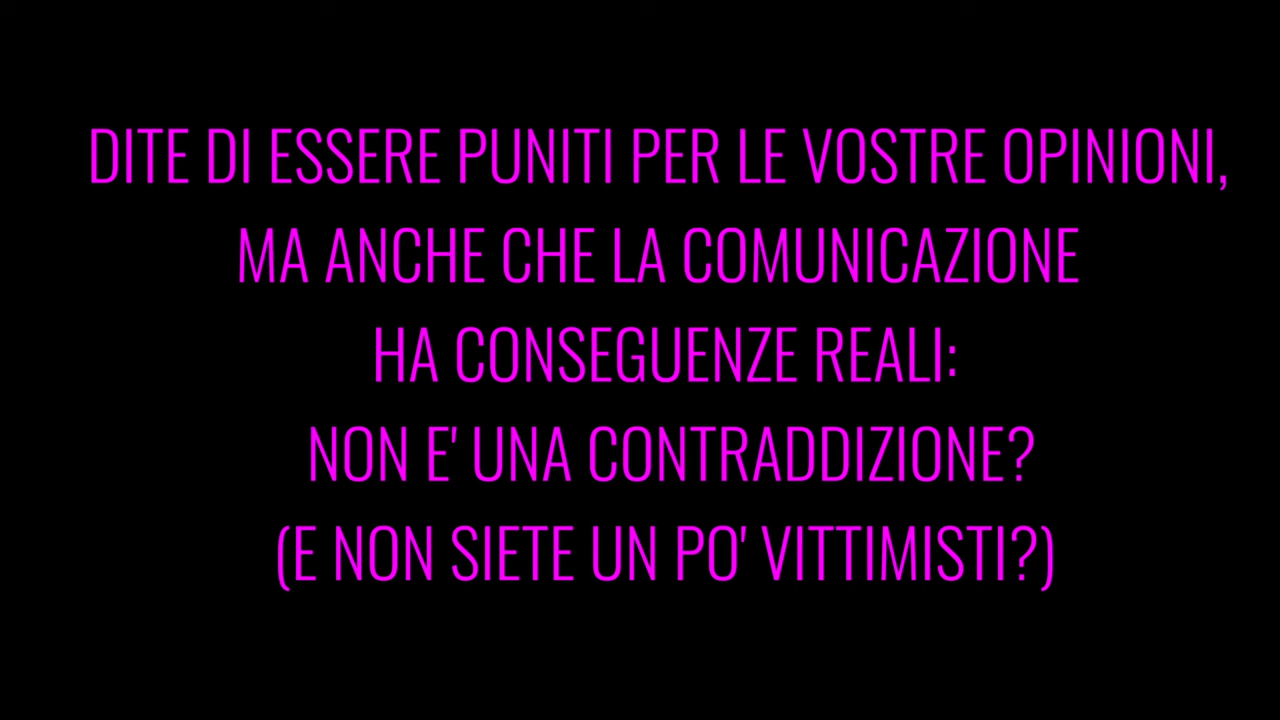 DITE DI ESSERE PUNITI PER LE VOSTRE OPINIONI,
MA ANCHE CHE LA COMUNICAZIONE
HA CONSEGUENZE REALI:
NON E' UNA CONTRADDIZIONE?
(E NON SIETE UN PO' VITTIMISTI?)